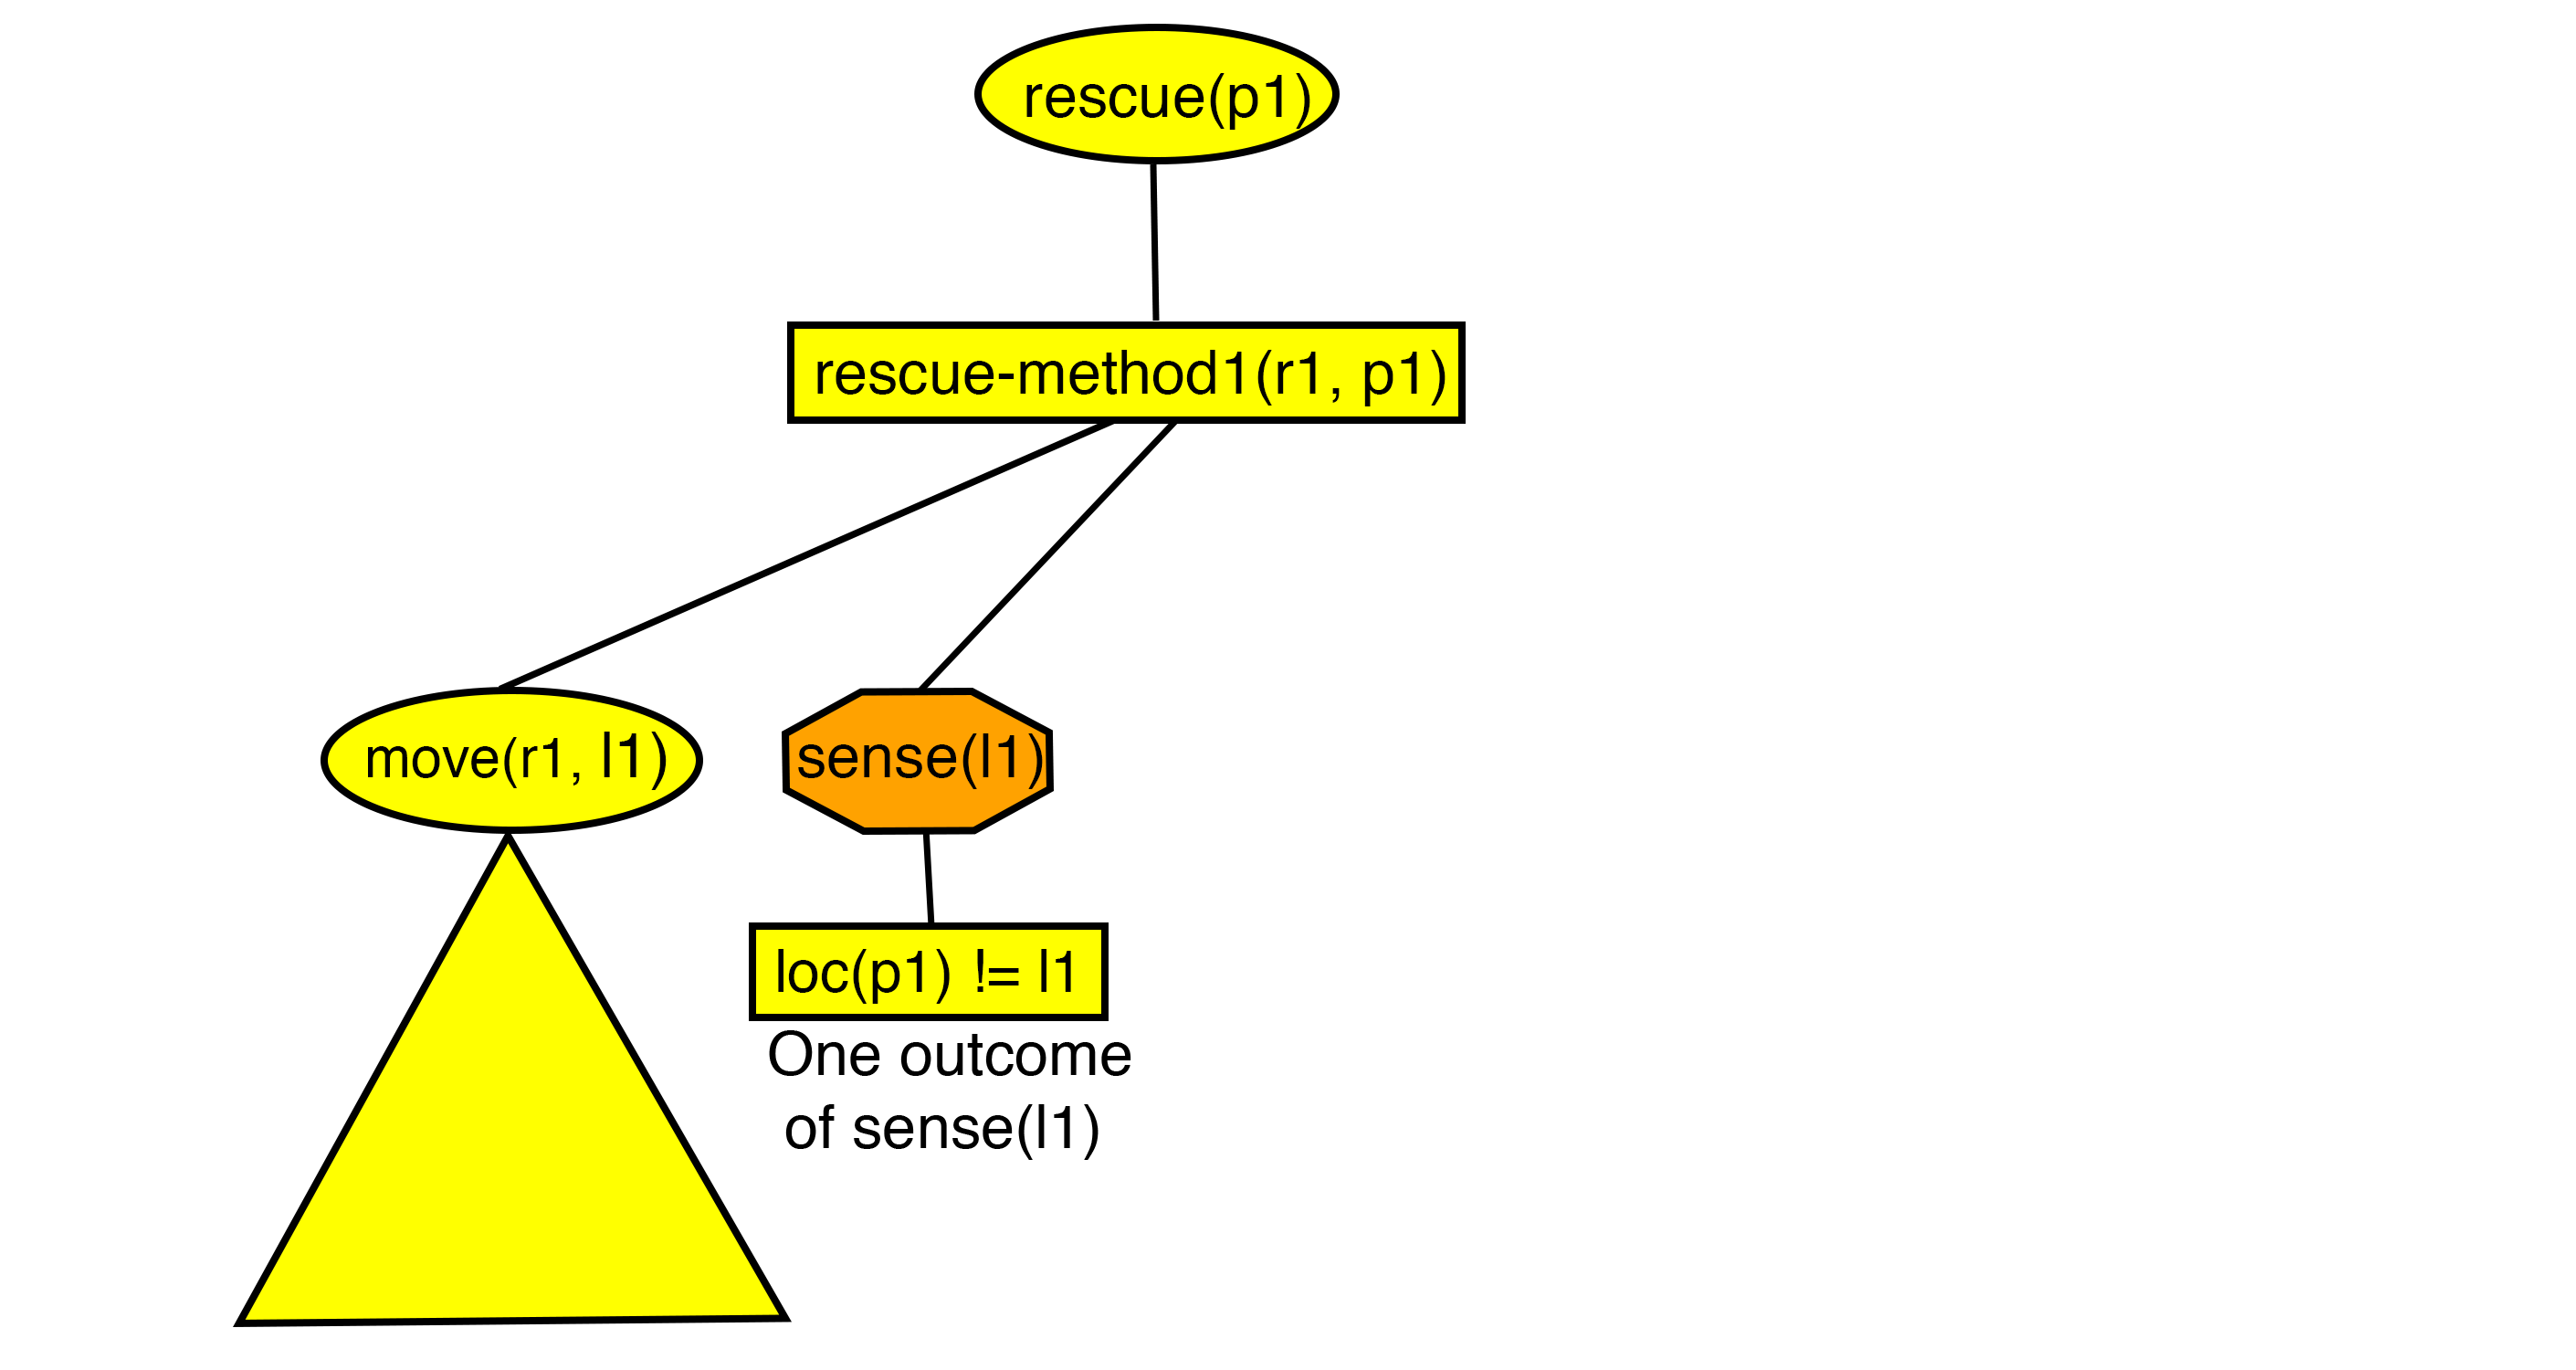 rescue(p1)
rescue-method1(r1, p1)
move(r1, l1)
sense(l1)
loc(p1) != l1
One outcome
of sense(l1)